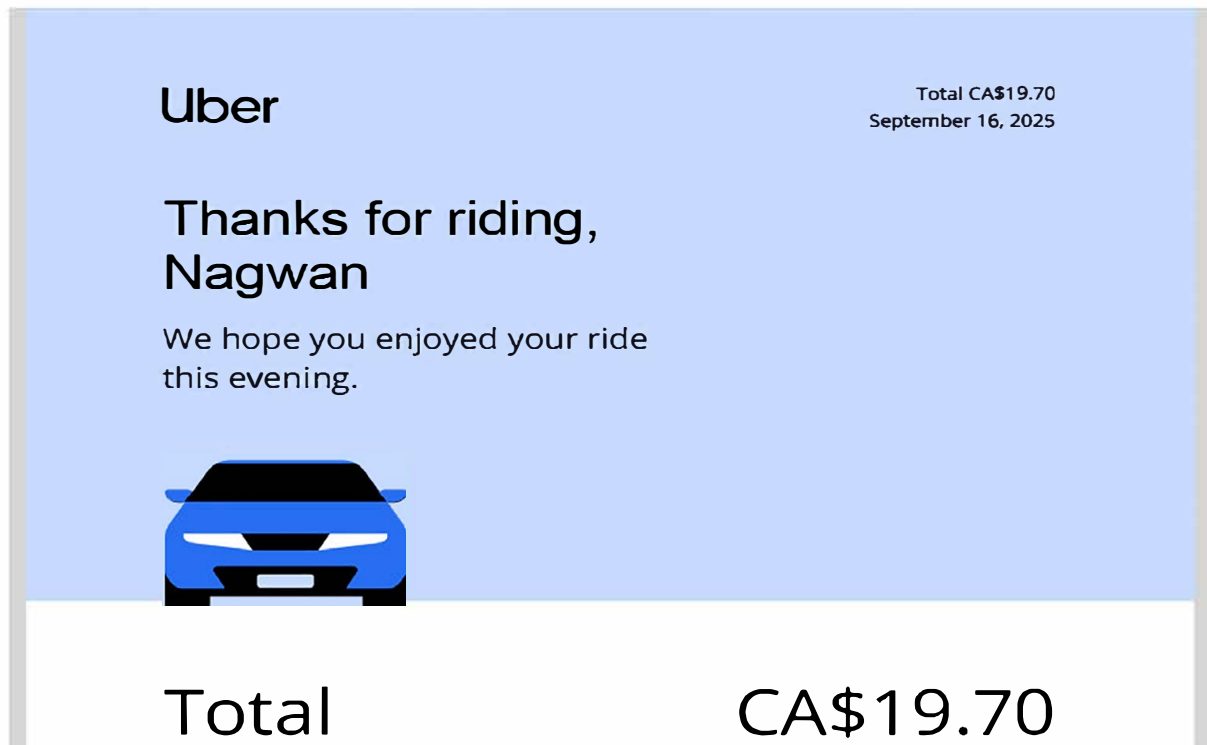 Uber
Total CA$19.70
September 16, 2025
Thanks for riding,
Nagwan
We hope you enjoyed your ride
this evening.
Total CA$19.70